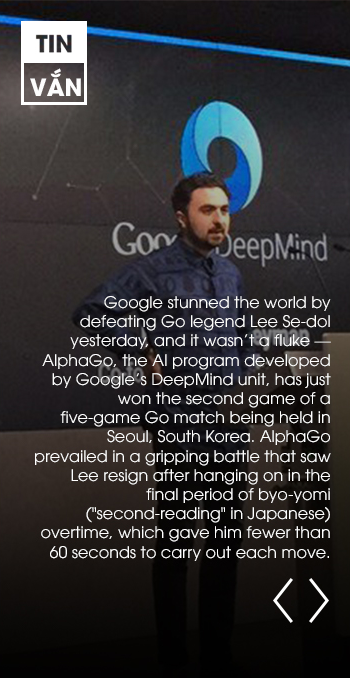 TIN
VẮN
Google DeepMind
Google stunned the world by
defeating Go legend Lee Se-dol
yesterday, and it wasn't a fluke —
AlphaGo, the AI program developed
by Google's DeepMind unit, has just
won the second game of a
five-game Go match being held in
Seoul, South Korea. AlphaGo
prevailed in a gripping battle that saw
Lee resign after hanging on in the
final period of byo-yomi
("second-reading" in Japanese)
overtime, which gave him fewer than
60 seconds to carry out each move.